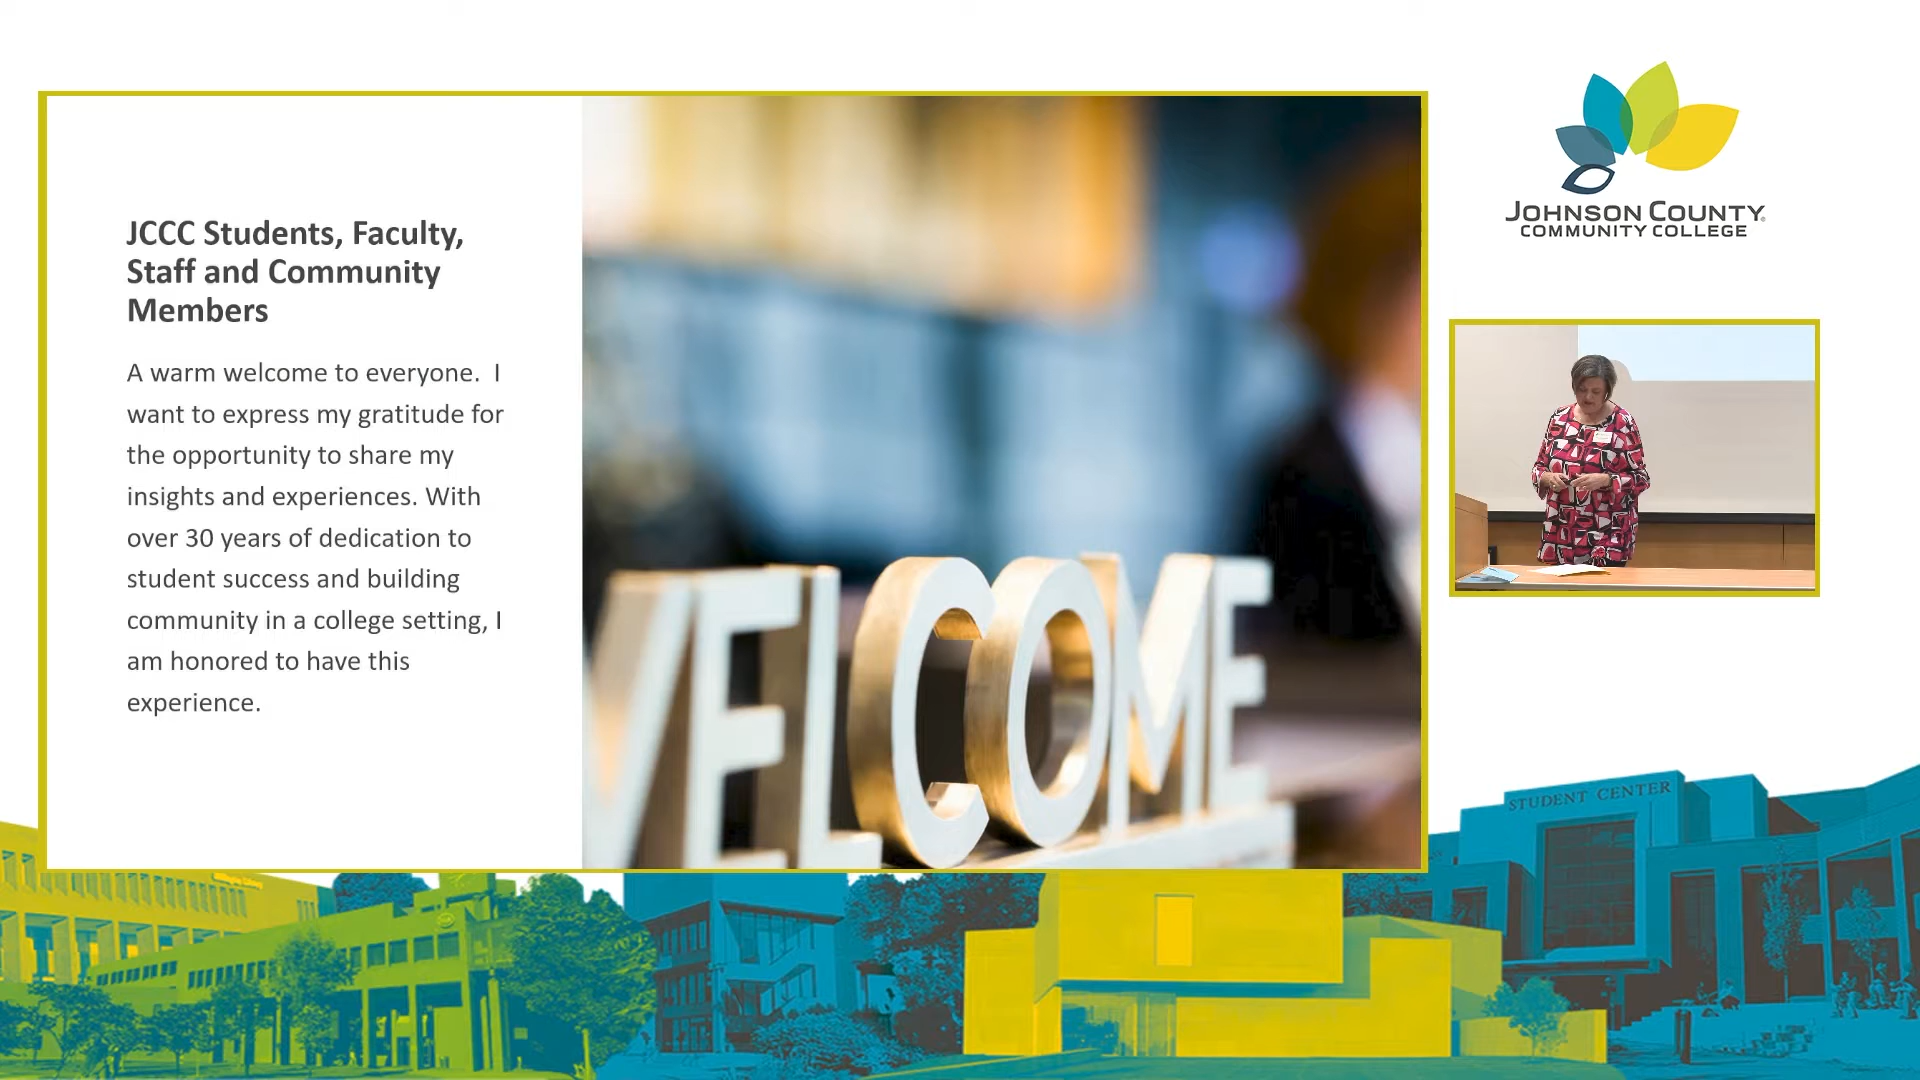 JCCC Students, Faculty,
Staff and Community
Members
A warm welcome to everyone.  I
want to express my gratitude for
the opportunity to share my
insights and experiences. With
over 30 years of dedication to
student success and building
community in a college setting, I
am honored to have this
experience.
WELCOME
JOHNSON COUNTY
COMMUNITY COLLEGE
STUDENT CENTER